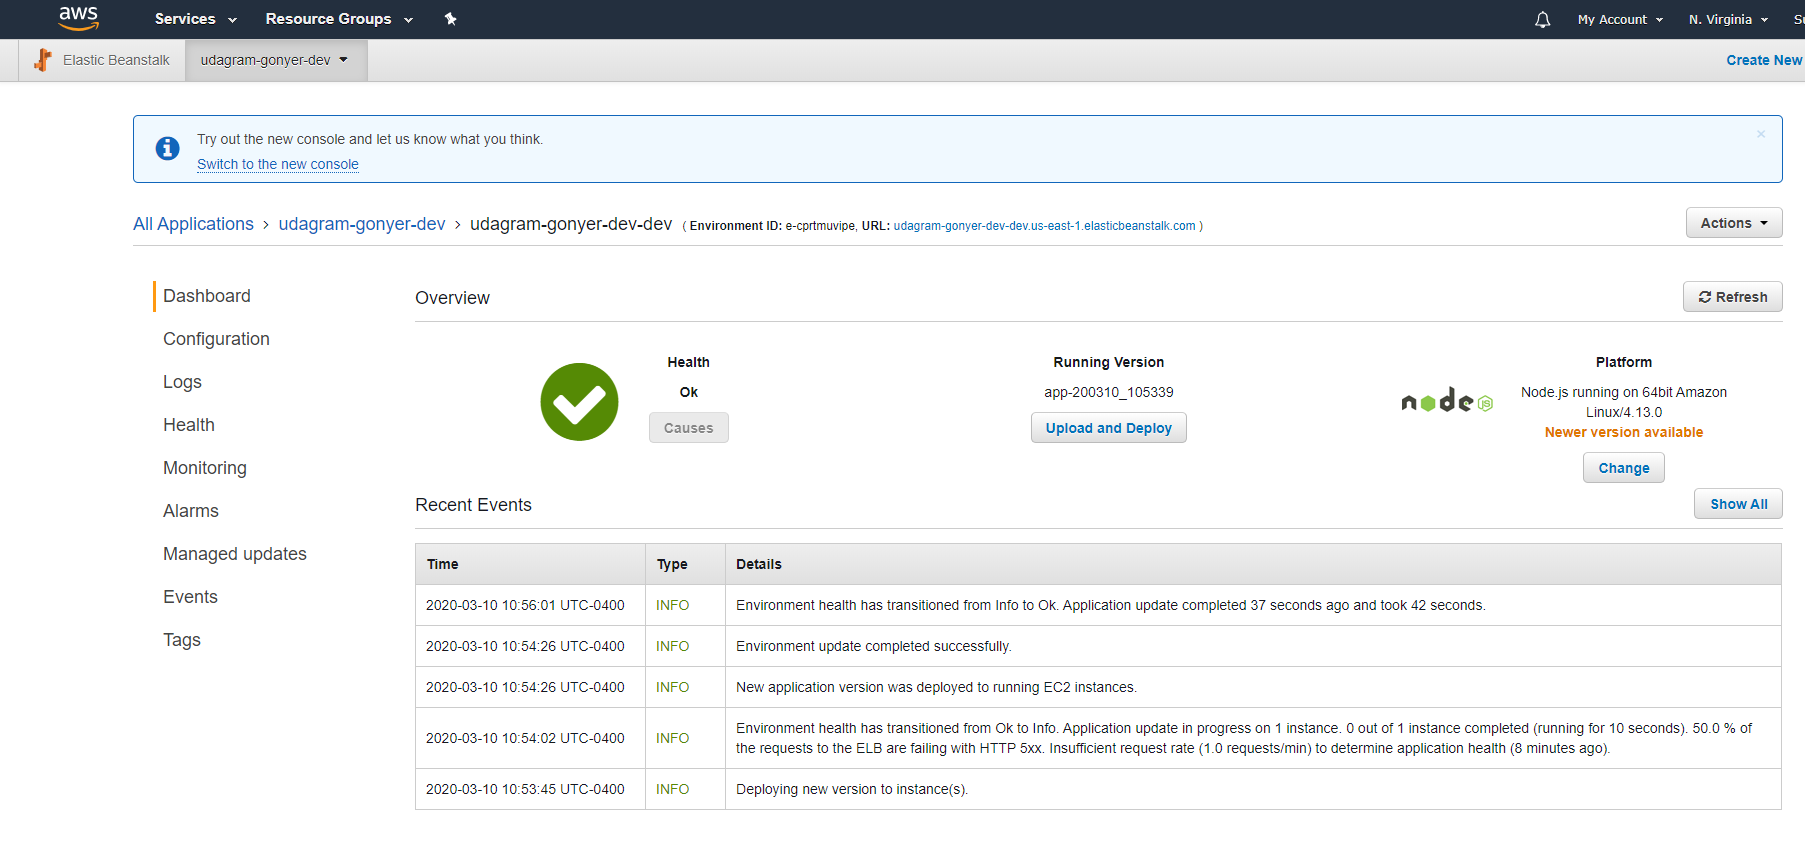 aws Services Resource Groups My Account N. Virginia
Elastic Beanstalk udagram-gonyer-dev Create New
Try out the new console and let us know what you think.
Switch to the new console
All Applications > udagram-gonyer-dev > udagram-gonyer-dev-dev ( Environment ID: e-cprtmuvipe, URL: udagram-gonyer-dev-dev.us-east-1.elasticbeanstalk.com )
Actions
Dashboard
Configuration
Logs
Health
Monitoring
Alarms
Managed updates
Events
Tags
Overview
Refresh
Health
Ok
Causes
Running Version
app-200310_105339
Upload and Deploy
node JS
Platform
Node.js running on 64bit Amazon
Linux/4.13.0
Newer version available
Change
Recent Events
Show All
Time Type Details
2020-03-10 10:56:01 UTC-0400 INFO Environment health has transitioned from Info to Ok. Application update completed 37 seconds ago and took 42 seconds.
2020-03-10 10:54:26 UTC-0400 INFO Environment update completed successfully.
2020-03-10 10:54:26 UTC-0400 INFO New application version was deployed to running EC2 instances.
2020-03-10 10:54:02 UTC-0400 INFO Environment health has transitioned from Ok to Info. Application update in progress on 1 instance. 0 out of 1 instance completed (running for 10 seconds). 50.0 % of
the requests to the ELB are failing with HTTP 5xx. Insufficient request rate (1.0 requests/min) to determine application health (8 minutes ago).
2020-03-10 10:53:45 UTC-0400 INFO Deploying new version to instance(s).